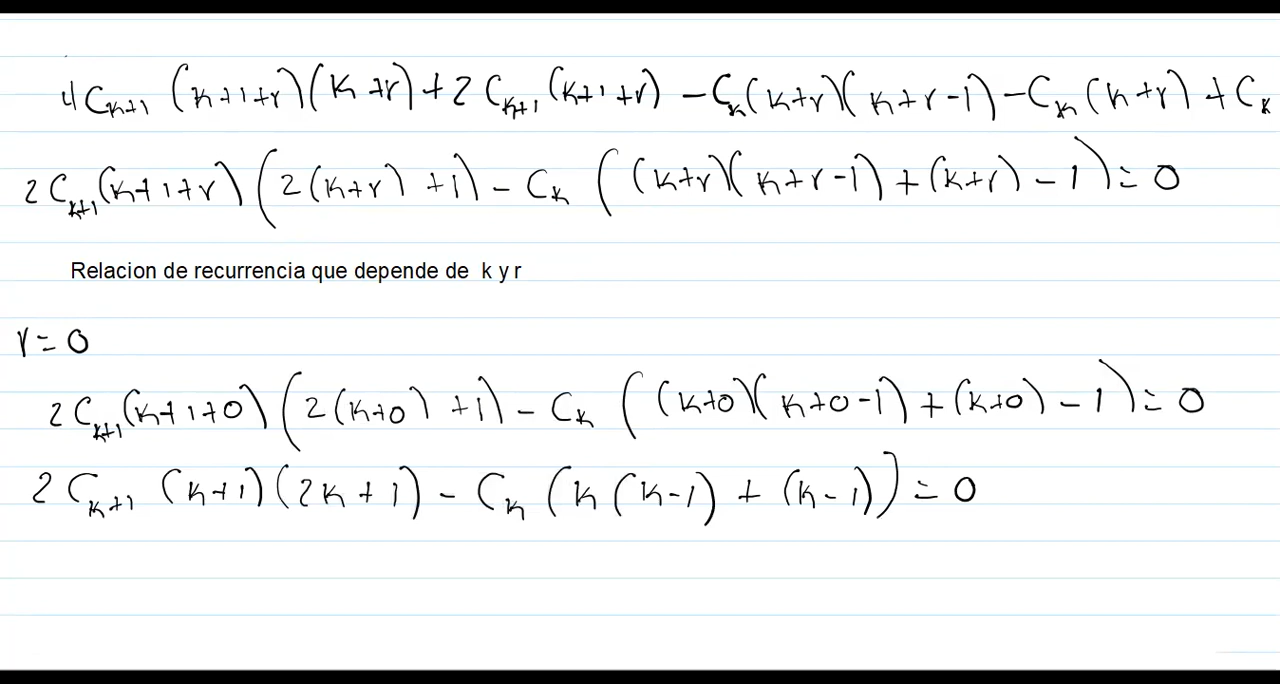 4C_{k+1} (k+1+r)(k+r)+2C_{k+1}(k+1+r) -C_k(k+r)(k+r-1)-C_k(k+r)+C_k
2C_{k+1}(k+1+r)(2(k+r)+1)-C_k((k+r)(k+r-1)+(k+r)-1)=0
Relacion de recurrencia que depende de k y r
r=0
2C_{k+1}(k+1+0)(2(k+0)+1)-C_k((k+0)(k+0-1)+(k+0)-1)=0
2C_{k+1}(k+1)(2k+1)-C_k(k(k-1)+(k-1))=0